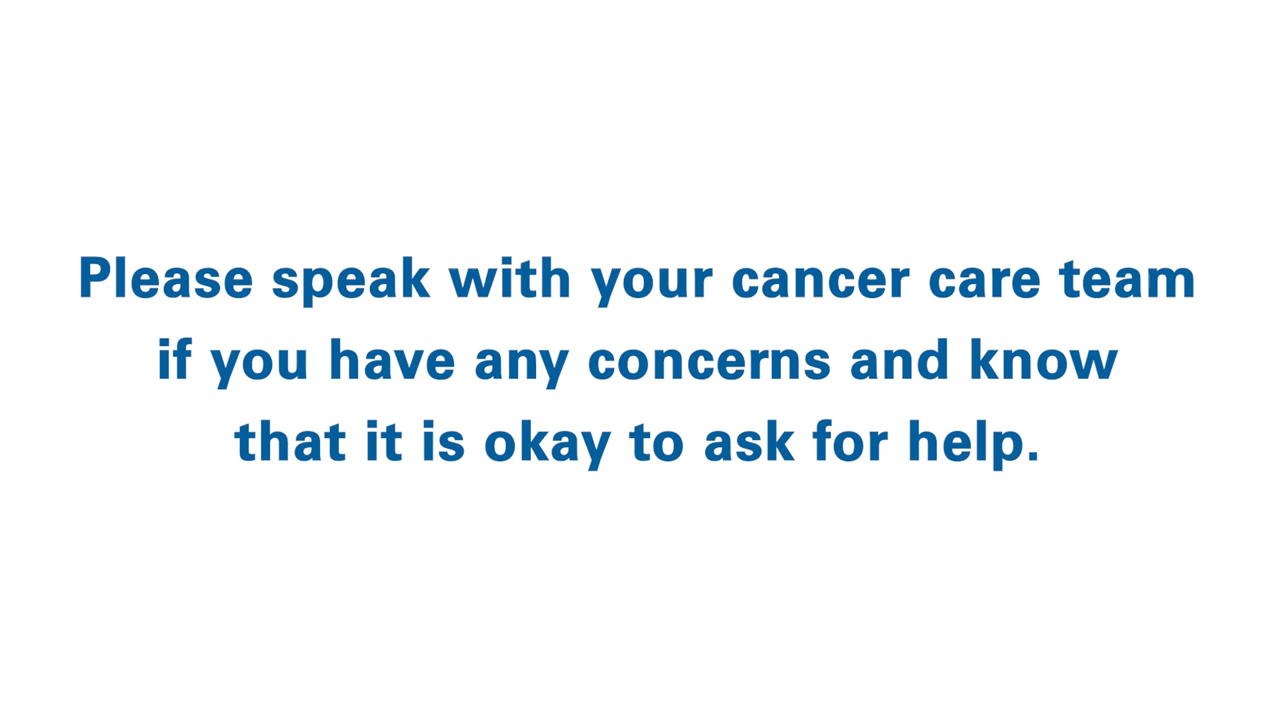 Please speak with your cancer care team
if you have any concerns and know
that it is okay to ask for help.